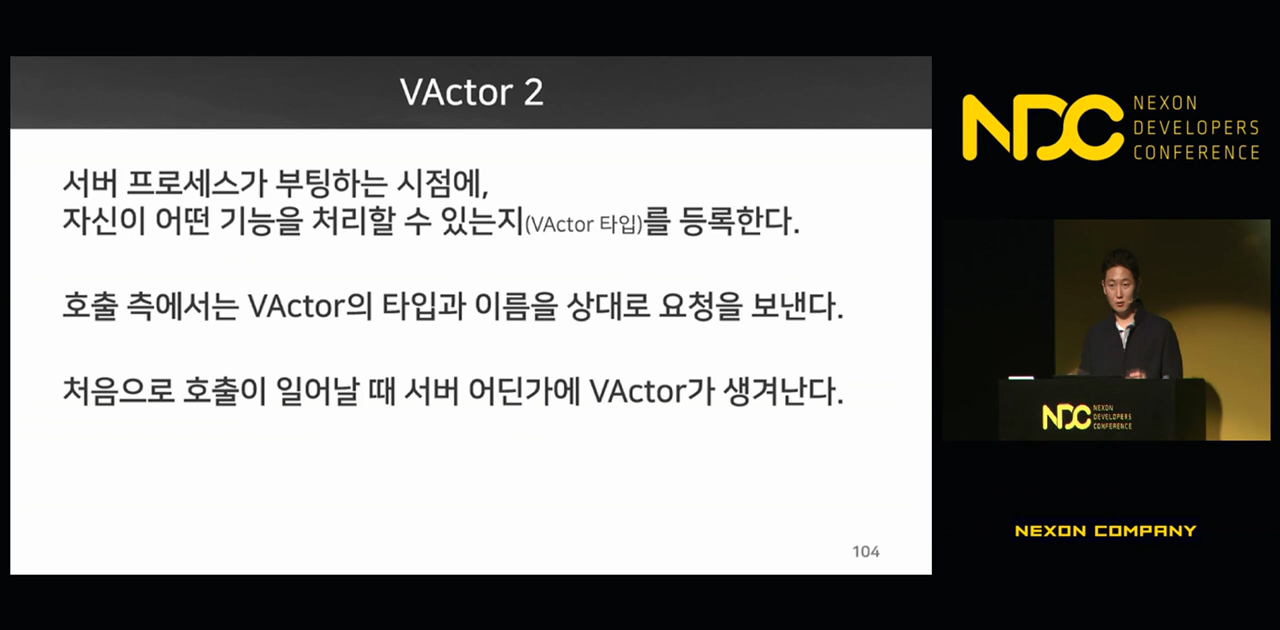 VActor 2
서버 프로세스가 부팅하는 시점에,
자신이 어떤 기능을 처리할 수 있는지(VActor 타입)를 등록한다.
호출 측에서는 VActor의 타입과 이름을 상대로 요청을 보낸다.
처음으로 호출이 일어날 때 서버 어딘가에 VActor가 생겨난다.
104
NDC NEXON
DEVELOPERS
CONFERENCE
NDC NEXON
DEVELOPERS
CONFERENCE
NEXON COMPANY